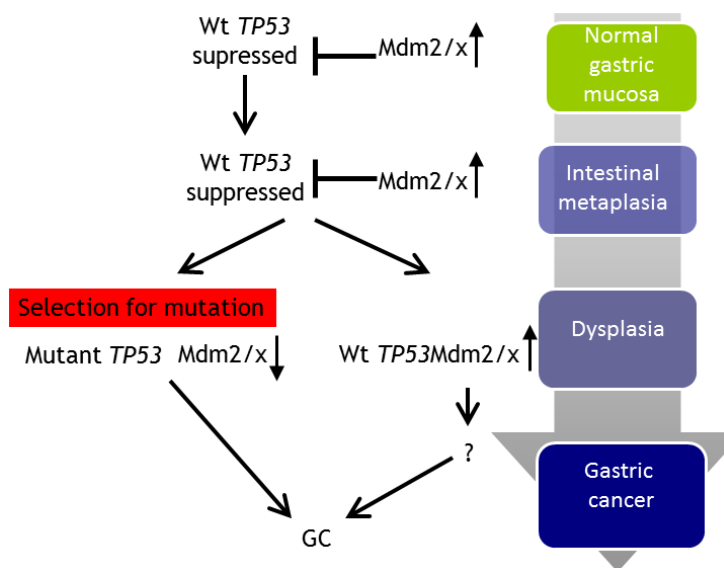 Wt TP53
supressed
Mdm2/x
Normal
gastric
mucosa
Wt TP53
suppressed
Mdm2/x
Intestinal
metaplasia
Selection for mutation
Mutant TP53 Mdm2/x
Wt TP53Mdm2/x
Dysplasia
?
Gastric
cancer
GC